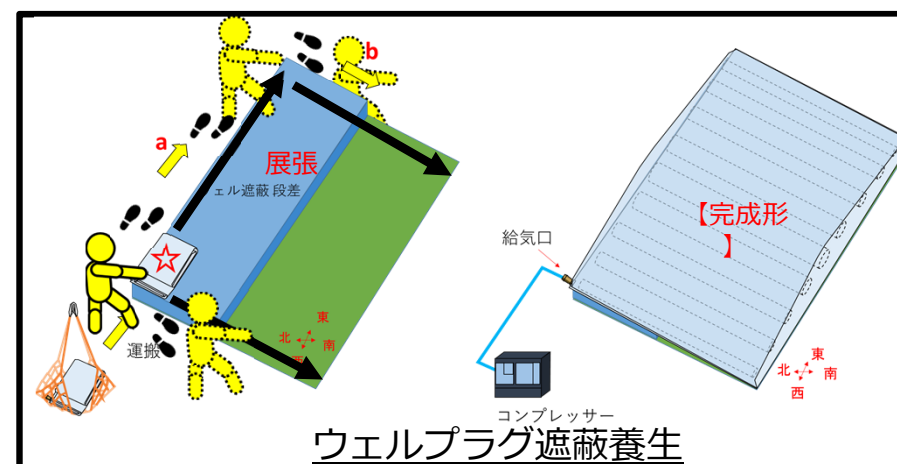 b
a
展張
ェル遮蔽 段差
☆
運搬
東
北
南
西
【完成形
】
給気口
コンプレッサー
東
北
南
西
ウェルプラグ遮蔽養生